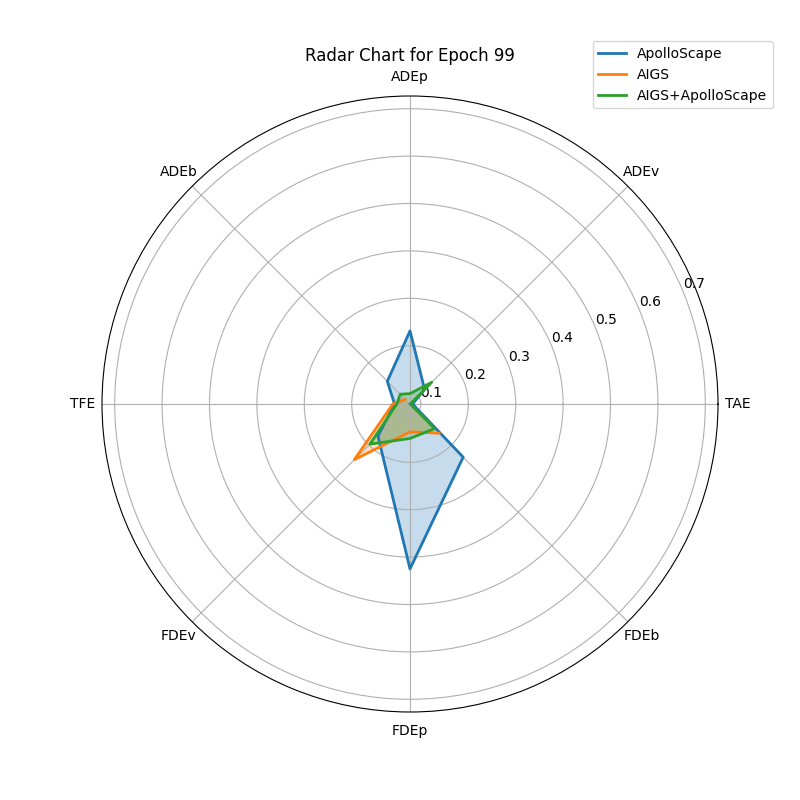 Radar Chart for Epoch 99
ApolloScape
AIGS
AIGS+ApolloScape
ADEp
ADEb
ADEv
0.7
0.6
0.5
0.4
0.3
0.2
0.1
TFE
TAE
FDEv
FDEb
FDEp